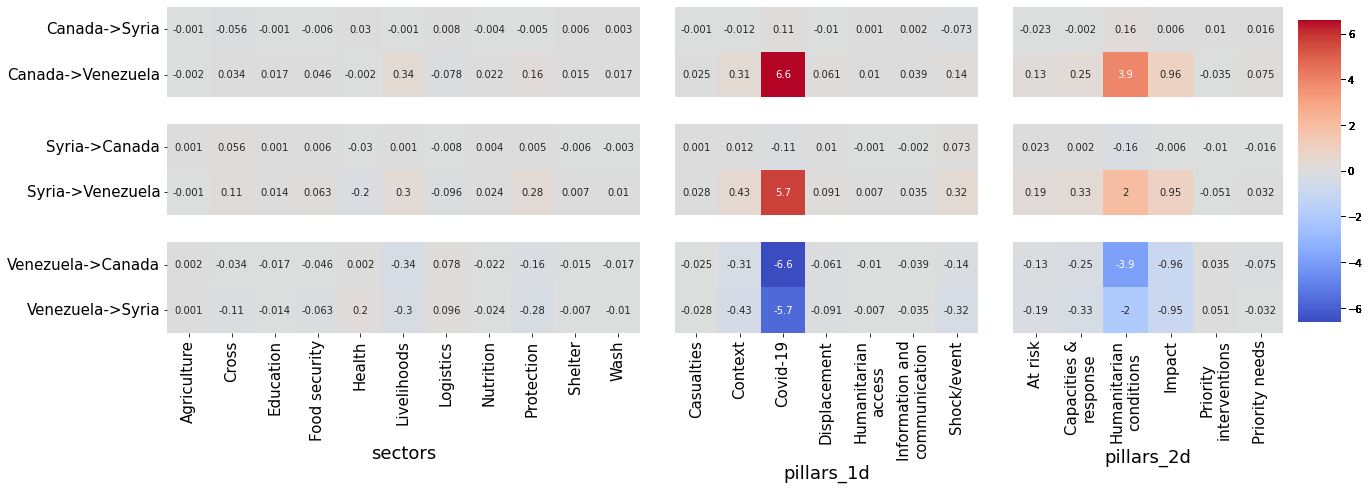 Canada->Syria -0.001 -0.056 -0.001 -0.006 0.03 -0.001 0.008 -0.004 -0.005 0.006 0.003 -0.001 -0.012 0.11 -0.01 0.001 0.002 -0.073 -0.023 -0.002 0.16 0.006 0.01 0.016
Canada->Venezuela -0.002 0.034 0.017 0.046 -0.002 0.34 -0.078 0.022 0.16 0.015 0.017 0.025 0.31 6.6 0.061 0.01 0.039 0.14 0.13 0.25 3.9 0.96 -0.035 0.075
Syria->Canada 0.001 0.056 0.001 0.006 -0.03 0.001 -0.008 0.004 0.005 -0.006 -0.003 0.001 0.012 -0.11 0.01 -0.001 -0.002 0.073 0.023 0.002 -0.16 -0.006 -0.01 -0.016
Syria->Venezuela -0.001 0.11 0.014 0.063 -0.2 0.3 -0.096 0.024 0.28 0.007 0.01 0.028 0.43 5.7 0.091 0.007 0.035 0.32 0.19 0.33 2 0.95 -0.051 0.032
Venezuela->Canada 0.002 -0.034 -0.017 -0.046 0.002 -0.34 0.078 -0.022 -0.16 -0.015 -0.017 -0.025 -0.31 -6.6 -0.061 -0.01 -0.039 -0.14 -0.13 -0.25 -3.9 -0.96 0.035 -0.075
Venezuela->Syria 0.001 -0.11 -0.014 -0.063 0.2 -0.3 0.096 -0.024 -0.28 -0.007 -0.01 -0.028 -0.43 -5.7 -0.091 -0.007 -0.035 -0.32 -0.19 -0.33 -2 -0.95 0.051 -0.032
Agriculture
Cross
Education
Food security
Health
Livelihoods
Logistics
Nutrition
Protection
Shelter
Wash
sectors
Casualties
Context
Covid-19
Displacement
Humanitarian
access
Information and
communication
Shock/event
pillars_1d
At risk
Capacities &
response
Humanitarian
conditions
Impact
Priority
interventions
Priority needs
pillars_2d
6
4
2
0
−2
−4
−6